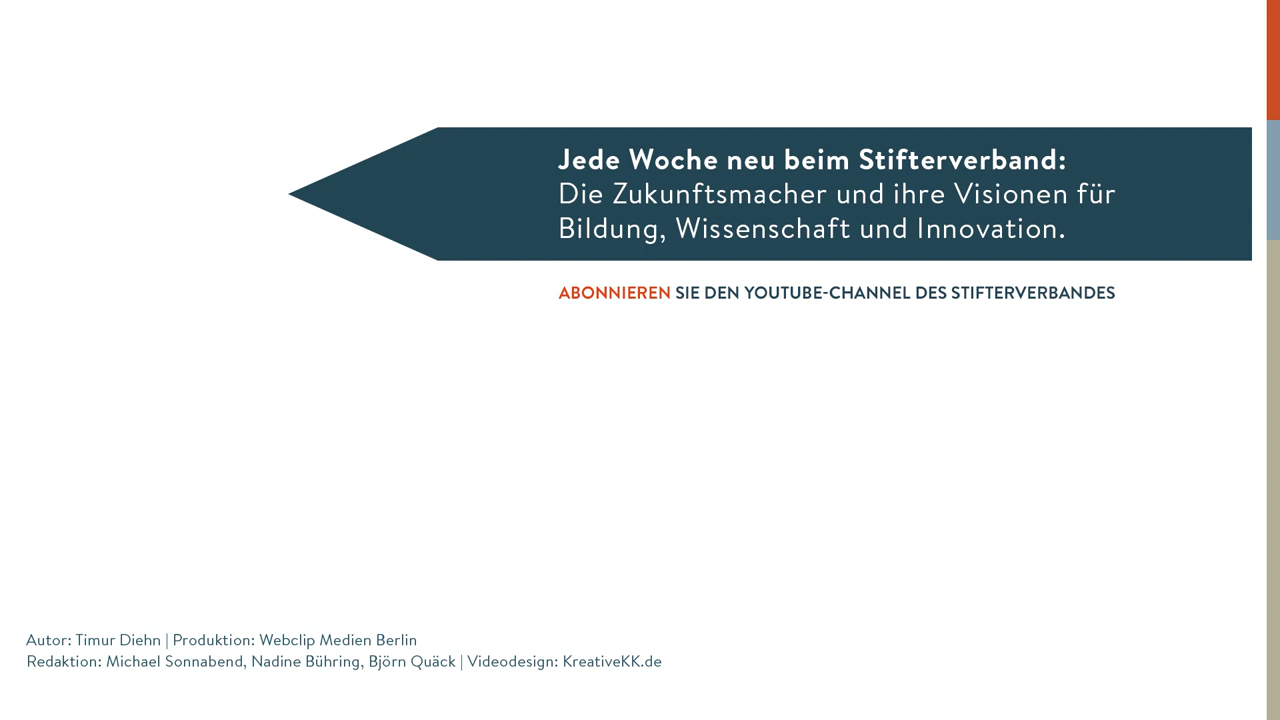 Jede Woche neu beim Stifterverband:
Die Zukunftsmacher und ihre Visionen für
Bildung, Wissenschaft und Innovation.
ABONNIEREN SIE DEN YOUTUBE-CHANNEL DES STIFTERVERBANDES
Autor: Timur Diehn | Produktion: Webclip Medien Berlin
Redaktion: Michael Sonnabend, Nadine Bühring, Björn Quäck | Videodesign: KreativeKK.de